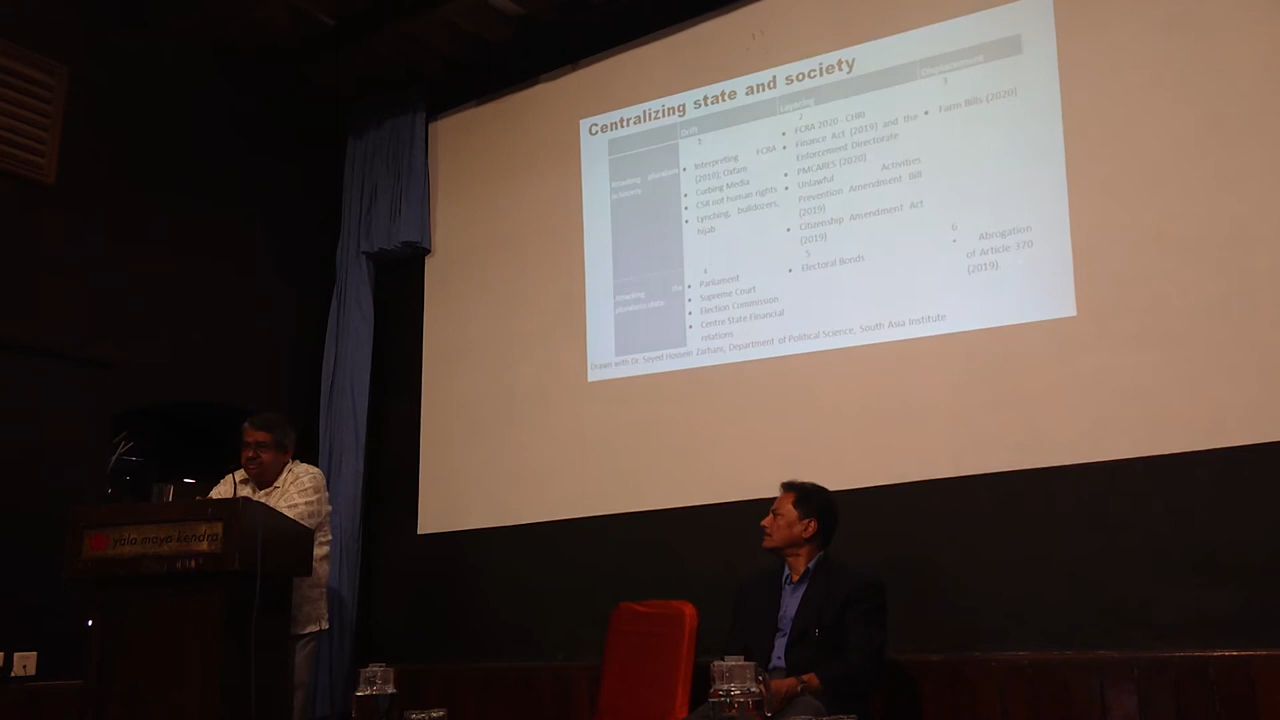 Centralizing state and society
Drift
Layering
Displacement
1
2
3
Attacking pluralism
in Society
Interpreting FCRA
(2010); Oxfam
Curbing Media
CSR not human rights
Lynching, bulldozers,
hijab
FCRA 2020 - CHRI
Finance Act (2019) and the
Enforcement Directorate
PMCARES (2020)
Unlawful Activities
Prevention Amendment Bill
(2019)
Citizenship Amendment Act
(2019)
Farm Bills (2020)
4
5
6
Attacking the
pluralism state
Parliament
Supreme Court
Election Commission
Centre State Financial
relations
Electoral Bonds
Abrogation
of Article 370
(2019)
Drawn with Dr. Seyed Hossein Zarhani, Department of Political Science, South Asia Institute
yala maya kendra